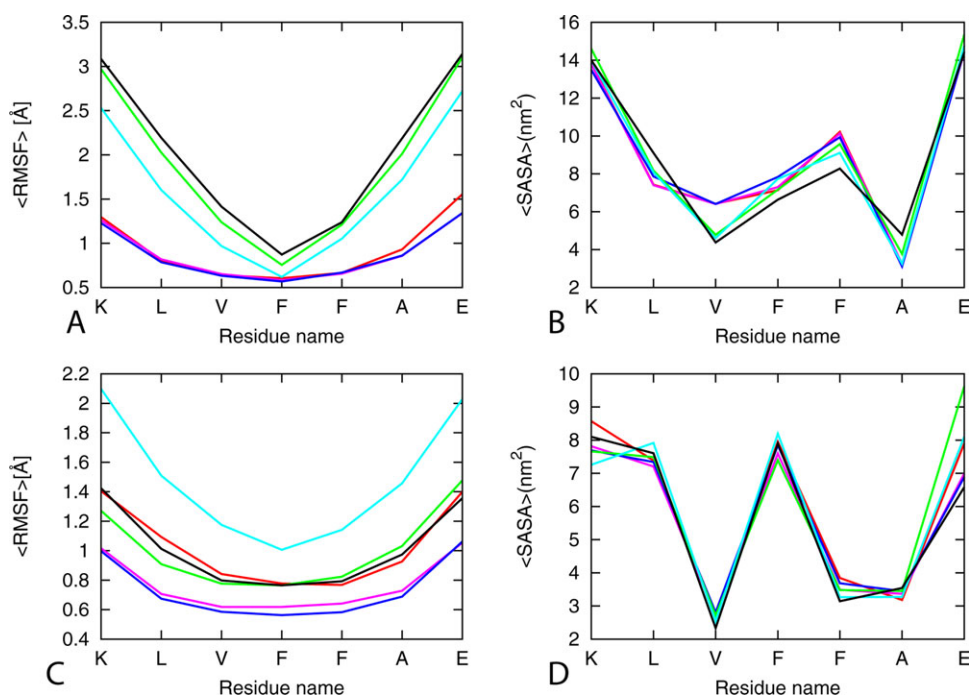 3.5
3
2.5
2
1.5
1
0.5
<RMSF> [Å]
K L V F F A E
A
Residue name
16
14
12
10
8
6
4
2
<SASA>(nm²)
K L V F F A E
B
Residue name
2.2
2
1.8
1.6
1.4
1.2
1
0.8
0.6
0.4
<RMSF>[Å]
K L V F F A E
C
Residue name
10
9
8
7
6
5
4
3
2
<SASA>(nm²)
K L V F F A E
D
Residue name